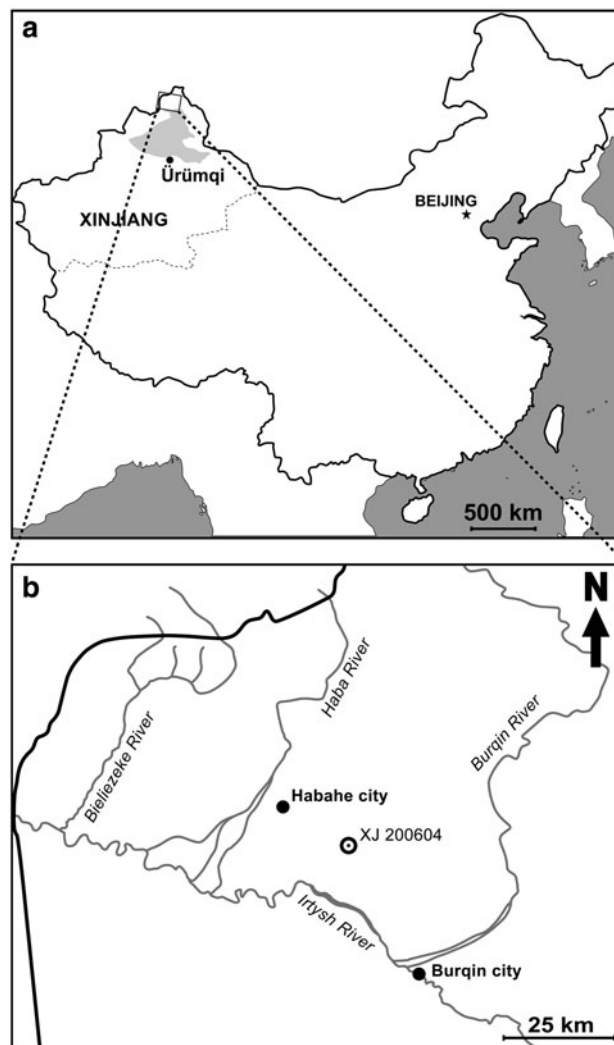 a
Ürümqi
XINJIANG
BEIJING
500 km
b
N
Haba River
Burqin River
Bieliezeke River
Habahe city
XJ 200604
Irtysh River
Burqin city
25 km